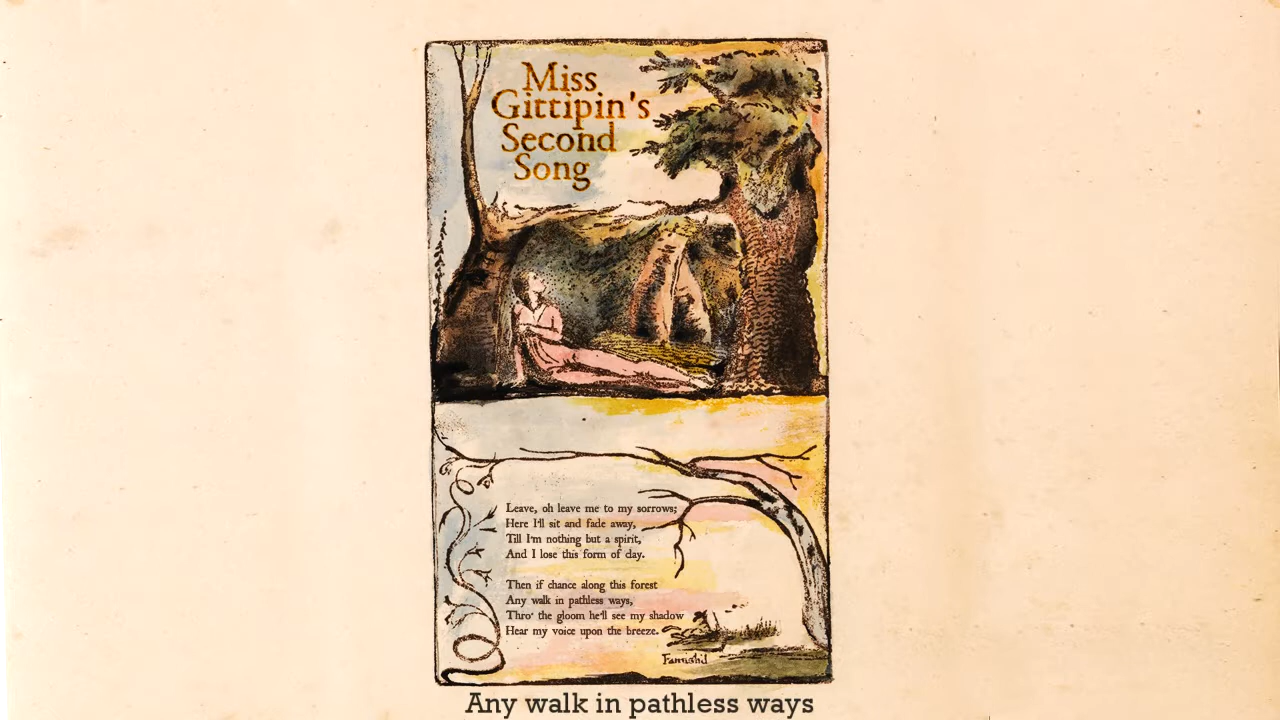 Miss
Gittipin's
Second
Song
Leave, oh leave me to my sorrows;
Here I'll sit and fade away,
Till I'm nothing but a spirit,
And I lose this form of clay.
Then if chance along this forest
Any walk in pathless ways,
Thro' the gloom he'll see my shadow
Hear my voice upon the breeze.
Famish'd
Any walk in pathless ways